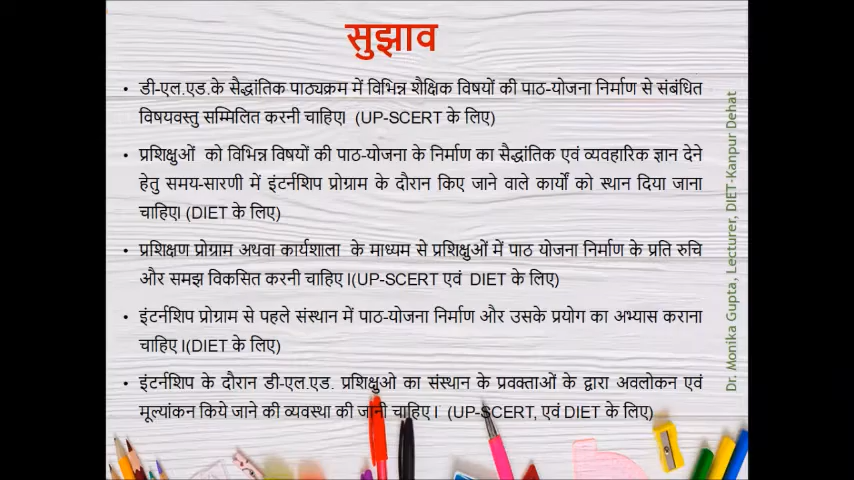 सुझाव
• डी-एल.एड.के सैद्धांतिक पाठ्यक्रम में विभिन्न शैक्षिक विषयों की पाठ-योजना निर्माण से संबंधित
विषयवस्तु सम्मिलित करनी चाहिए। (UP-SCERT के लिए)
• प्रशिक्षुओं को विभिन्न विषयों की पाठ-योजना के निर्माण का सैद्धांतिक एवं व्यवहारिक ज्ञान देने
हेतु समय-सारणी में इंटर्नशिप प्रोग्राम के दौरान किए जाने वाले कार्यों को स्थान दिया जाना
चाहिए। (DIET के लिए)
• प्रशिक्षण प्रोग्राम अथवा कार्यशाला के माध्यम से प्रशिक्षुओं में पाठ योजना निर्माण के प्रति रुचि
और समझ विकसित करनी चाहिए ।(UP-SCERT एवं DIET के लिए)
• इंटर्नशिप प्रोग्राम से पहले संस्थान में पाठ-योजना निर्माण और उसके प्रयोग का अभ्यास कराना
चाहिए ।(DIET के लिए)
• इंटर्नशिप के दौरान डी-एल.एड. प्रशिक्षुओ का संस्थान के प्रवक्ताओं के द्वारा अवलोकन एवं
मूल्यांकन किये जाने की व्यवस्था की जानी चाहिए । (UP-SCERT, एवं DIET के लिए)
Dr. Monika Gupta, Lecturer, DIET-Kanpur Dehat